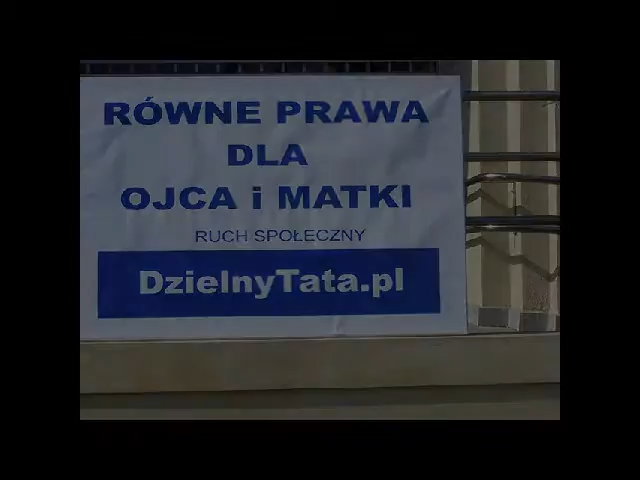 RÓWNE PRAWA
DLA
OJCA i MATKI
RUCH SPOŁECZNY
DzielnyTata.pl